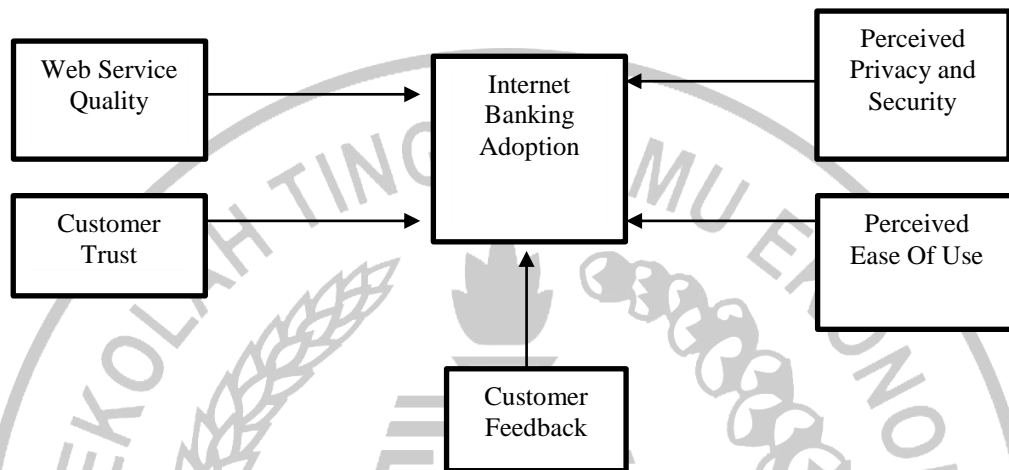 Web Service
Quality
Internet
Banking
Adoption
Perceived
Privacy and
Security
Customer
Trust
Perceived
Ease Of Use
Customer
Feedback